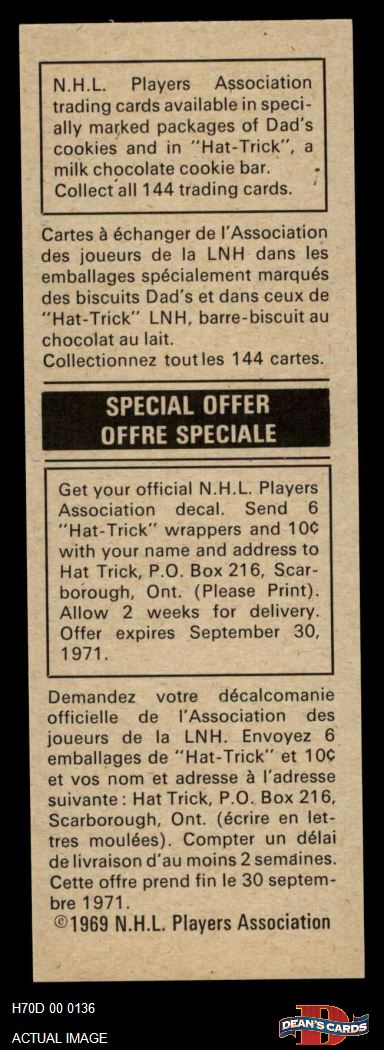 N.H.L. Players Association
trading cards available in speci-
ally marked packages of Dad's
cookies and in "Hat-Trick", a
milk chocolate cookie bar.
Collect all 144 trading cards.
Cartes à échanger de l'Association
des joueurs de la LNH dans les
emballages spécialement marqués
des biscuits Dad's et dans ceux de
"Hat-Trick" LNH, barre-biscuit au
chocolat au lait.
Collectionnez toutles 144 cartes.
SPECIAL OFFER
OFFRE SPECIALE
Get your official N.H.L. Players
Association decal. Send 6
"Hat-Trick" wrappers and 10¢
with your name and address to
Hat Trick, P.O. Box 216, Scar-
borough, Ont. (Please Print).
Allow 2 weeks for delivery.
Offer expires September 30,
1971.
Demandez votre décalcomanie
officielle de l'Association des
joueurs de la LNH. Envoyez 6
emballages de "Hat-Trick" et 10¢
et vos nom et adresse à l'adresse
suivante : Hat Trick, P.O. Box 216,
Scarborough, Ont. (écrire en let-
tres moulées). Compter un délai
de livraison d'au moins 2 semaines.
Cette offre prend fin le 30 septem-
bre 1971.
©1969 N.H.L. Players Association
H70D 00 0136
ACTUAL IMAGE
DEAN'S CARDS